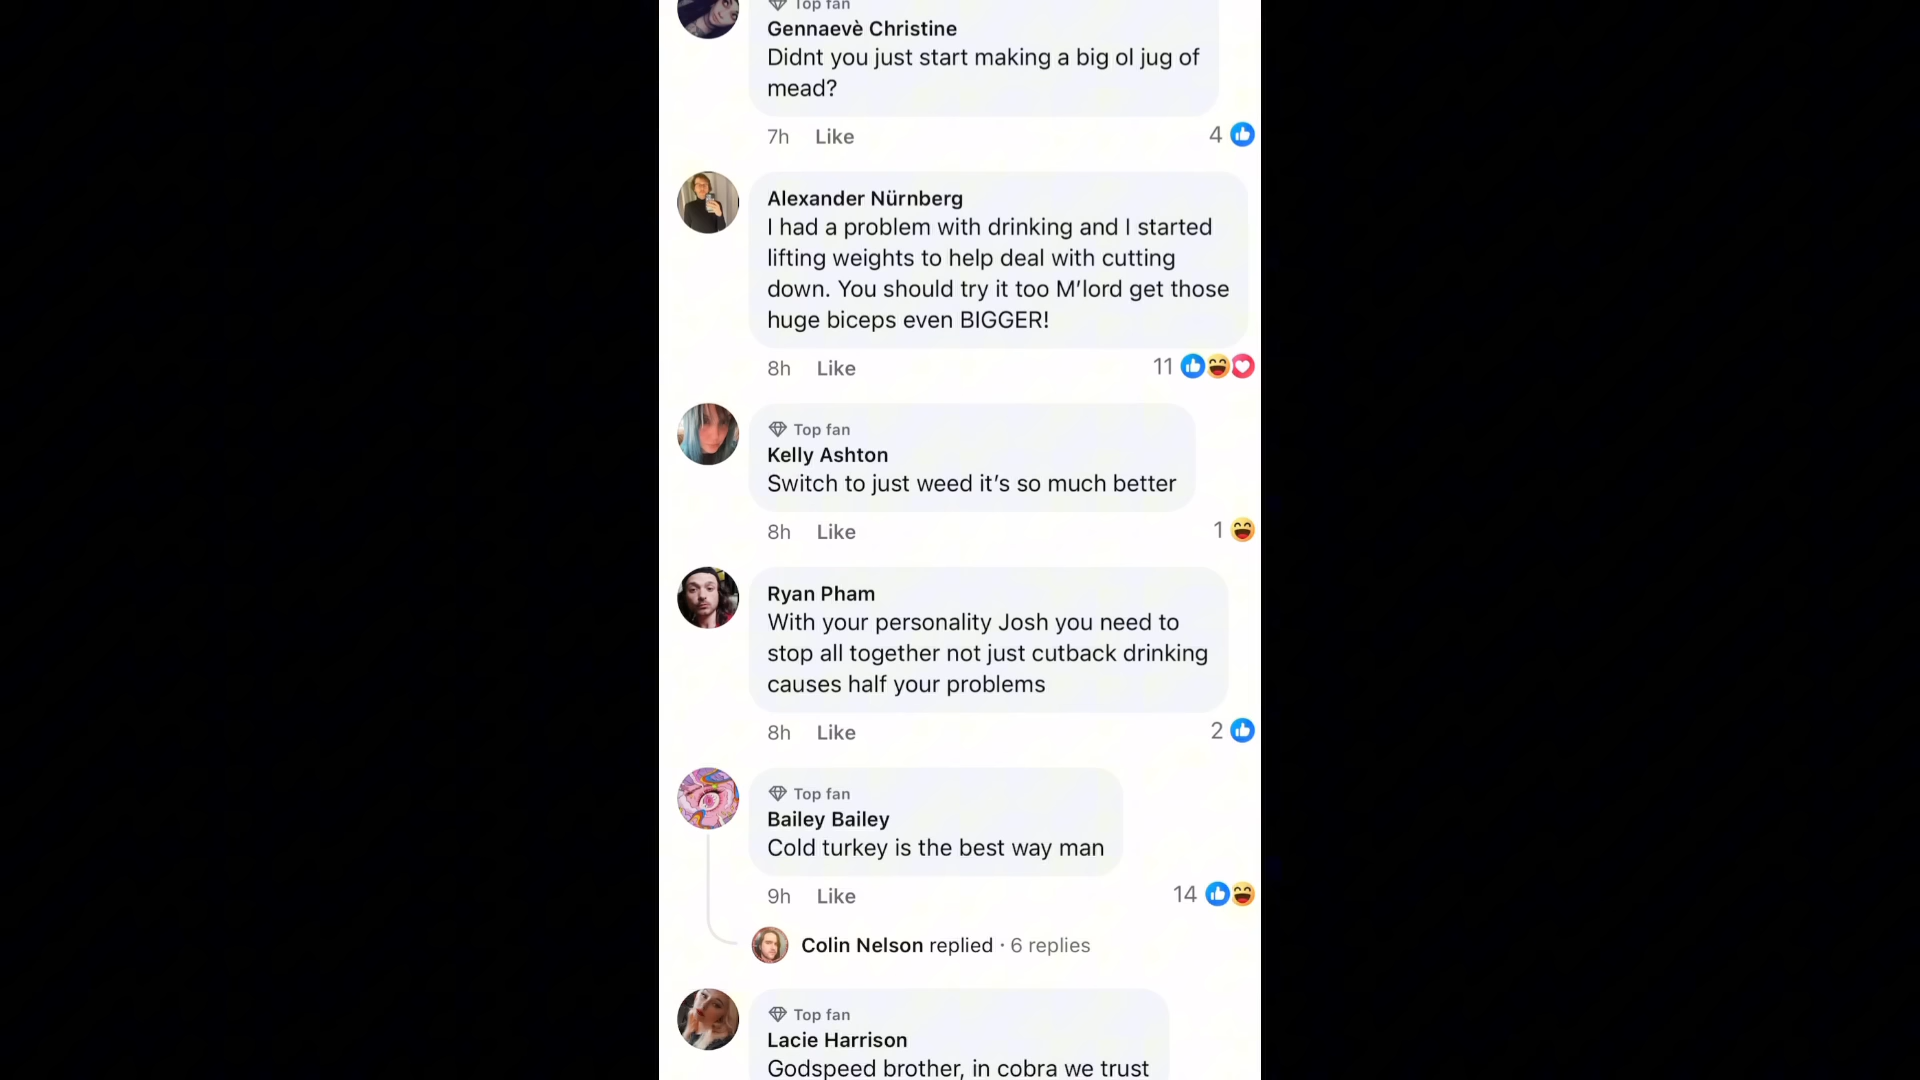 Top fan
Gennaevè Christine
Didnt you just start making a big ol jug of
mead?
7h Like 4
Alexander Nürnberg
I had a problem with drinking and I started
lifting weights to help deal with cutting
down. You should try it too M'lord get those
huge biceps even BIGGER!
8h Like 11
Top fan
Kelly Ashton
Switch to just weed it's so much better
8h Like 1
Ryan Pham
With your personality Josh you need to
stop all together not just cutback drinking
causes half your problems
8h Like 2
Top fan
Bailey Bailey
Cold turkey is the best way man
9h Like 14
Colin Nelson replied · 6 replies
Top fan
Lacie Harrison
Godspeed brother, in cobra we trust